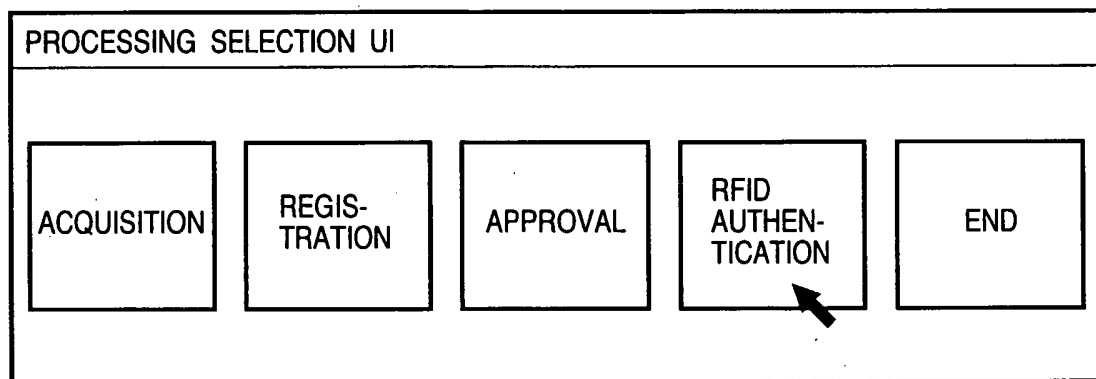 PROCESSING SELECTION UI
ACQUISITION
REGIS-
TRATION
APPROVAL
RFID
AUTHEN-
TICATION
END